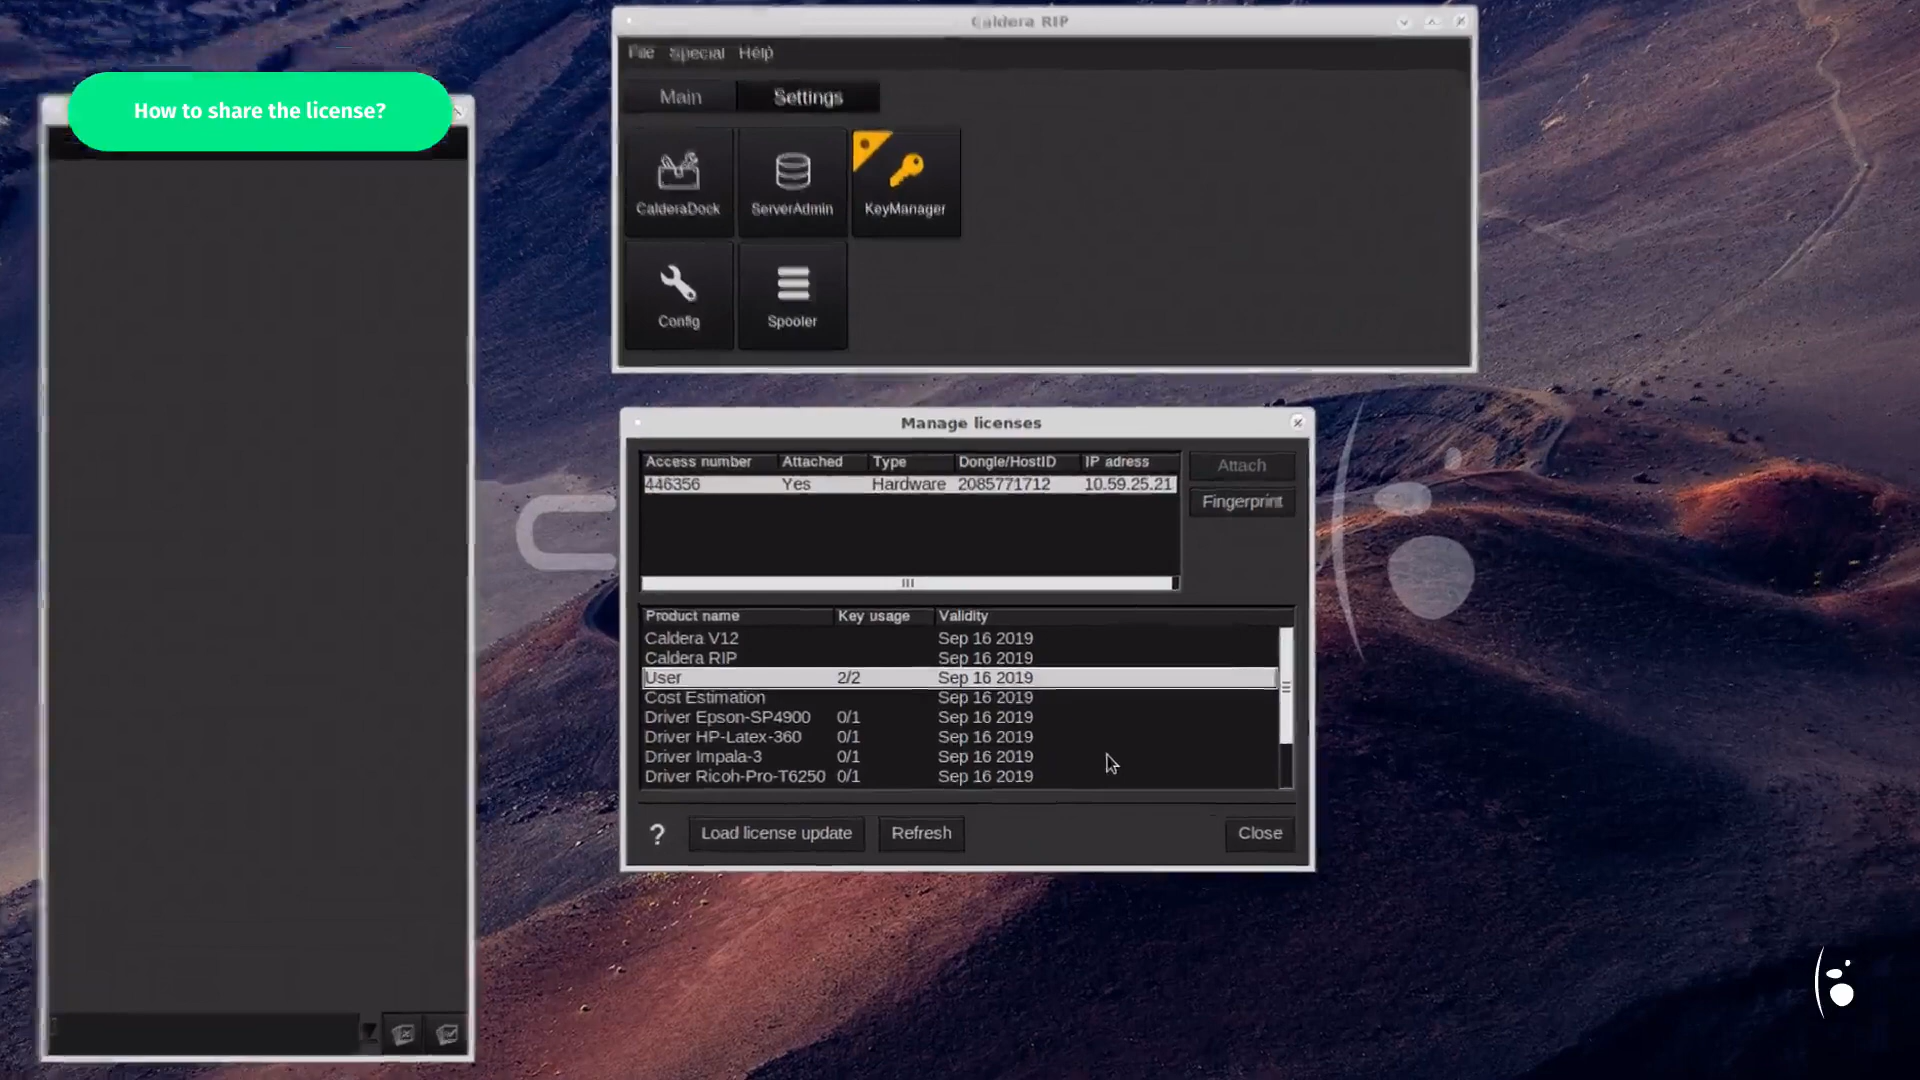 How to share the license?
Caldera RIP
File Special Help
Main Settings
CalderaDock ServerAdmin KeyManager
Config Spooler
Manage licenses
Access number Attached Type Dongle/HostID IP adress
446356 Yes Hardware 2085771712 10.59.25.21
Attach
Fingerprint
Product name Key usage Validity
Caldera V12 Sep 16 2019
Caldera RIP Sep 16 2019
User 2/2 Sep 16 2019
Cost Estimation Sep 16 2019
Driver Epson-SP4900 0/1 Sep 16 2019
Driver HP-Latex-360 0/1 Sep 16 2019
Driver Impala-3 0/1 Sep 16 2019
Driver Ricoh-Pro-T6250 0/1 Sep 16 2019
? Load license update Refresh Close